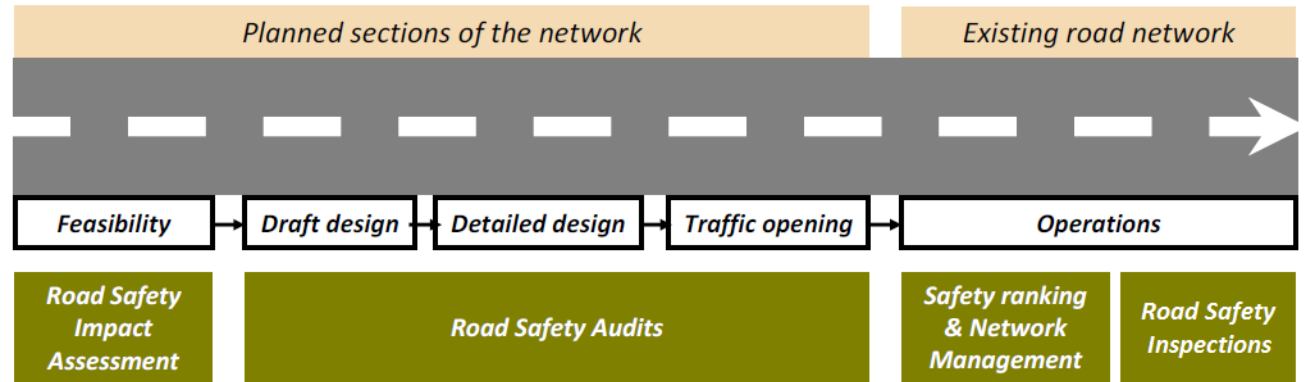 Planned sections of the network
Existing road network
Feasibility
Draft design
Detailed design
Traffic opening
Operations
Road Safety
Impact
Assessment
Road Safety Audits
Safety ranking
& Network
Management
Road Safety
Inspections